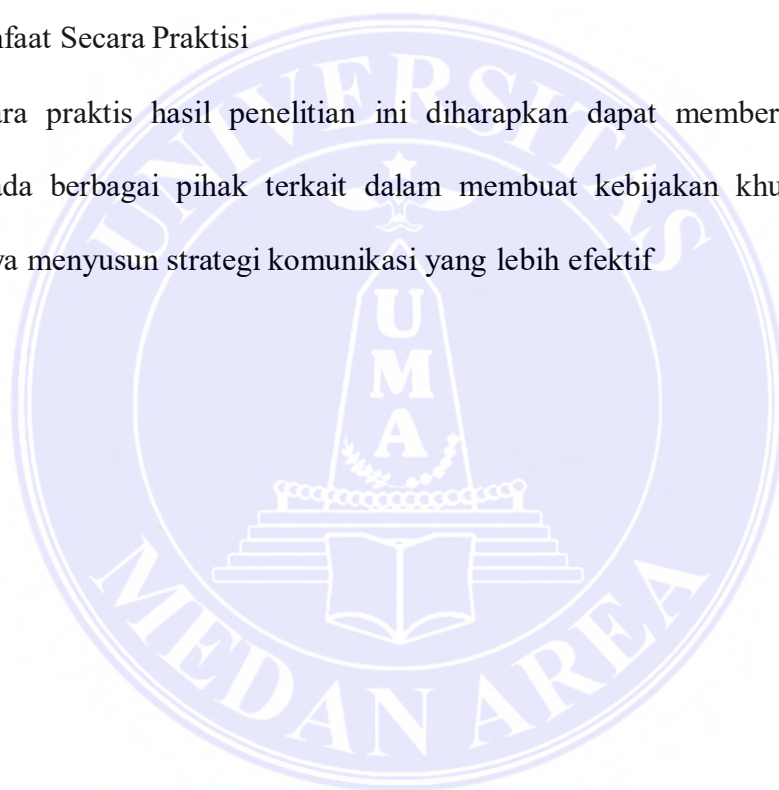 nfaat Secara Praktisi
ara praktis hasil penelitian ini diharapkan dapat member
ada berbagai pihak terkait dalam membuat kebijakan khu
ya menyusun strategi komunikasi yang lebih efektif
UNIVERSITAS
U
M
A
MEDAN AREA